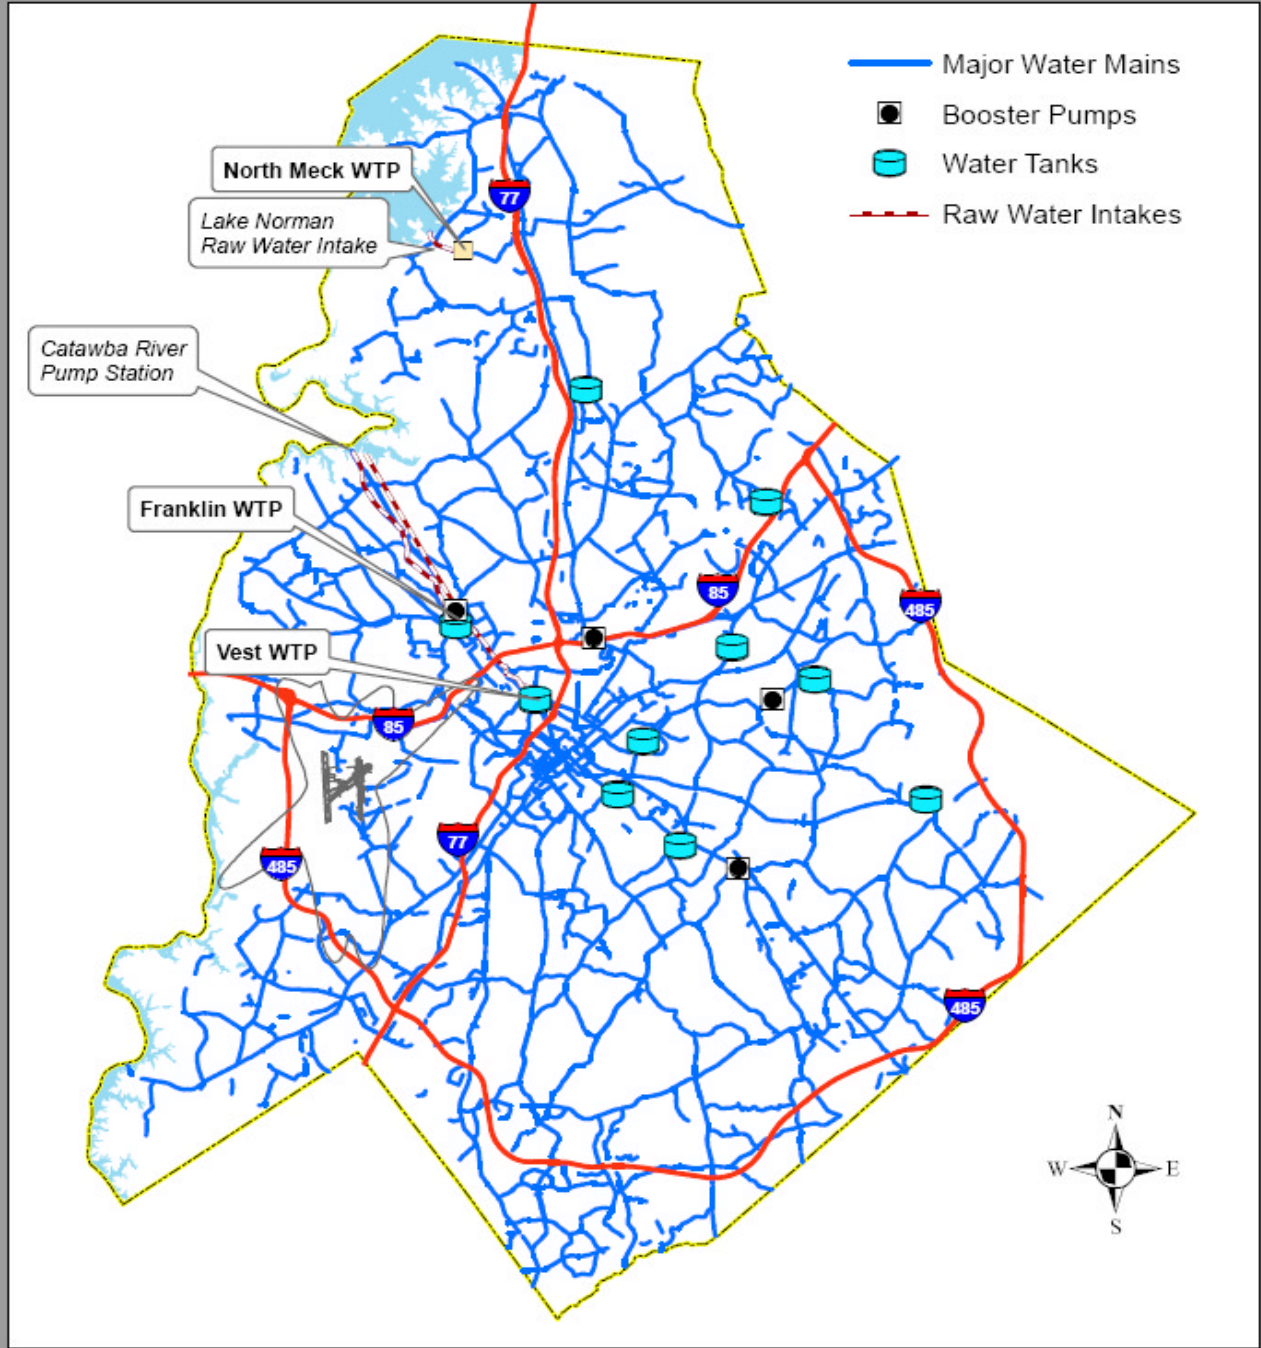 Major Water Mains
Booster Pumps
Water Tanks
Raw Water Intakes
North Meck WTP
77
Lake Norman
Raw Water Intake
Catawba River
Pump Station
Franklin WTP
85
485
Vest WTP
85
77
485
485
N
W E
S